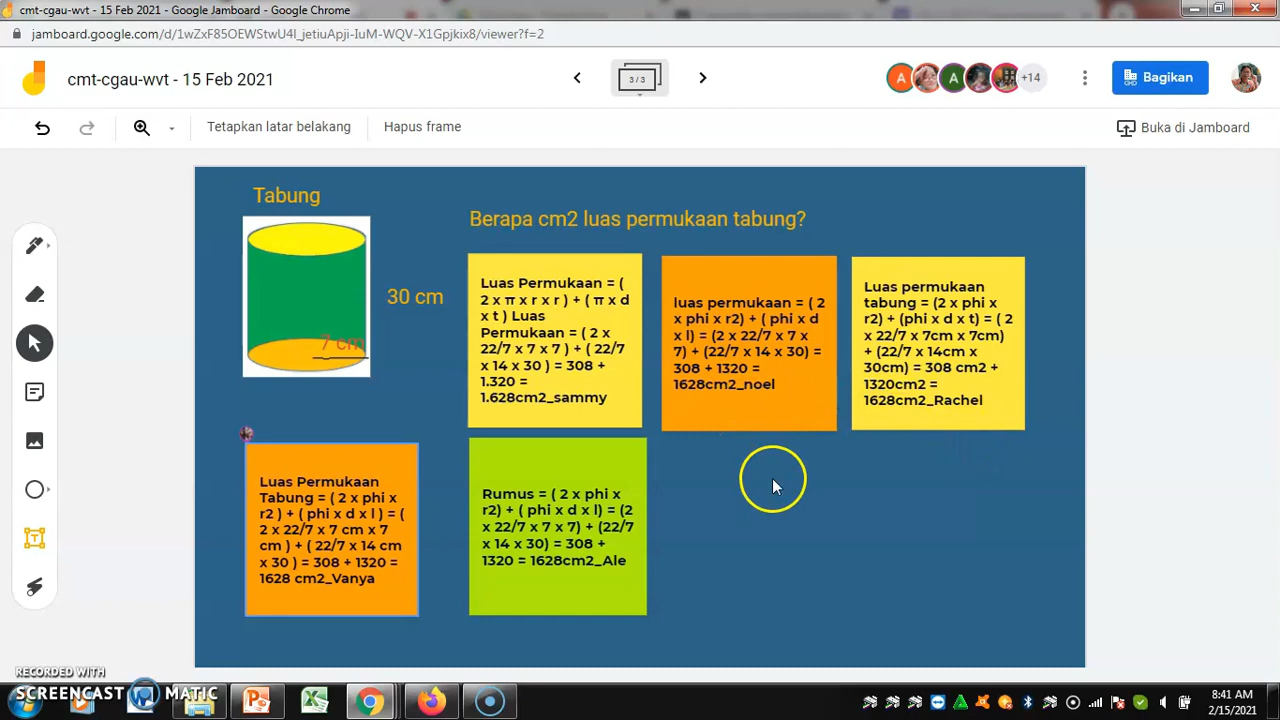 cmt-cgau-wvt - 15 Feb 2021 - Google Jamboard - Google Chrome
jamboard.google.com/d/1wZxF85OEWStwU4l_jetiuApji-IuM-WQV-X1Gpjkix8/viewer?f=2
cmt-cgau-wvt - 15 Feb 2021
3 / 3
A
A
+14
Bagikan
Tetapkan latar belakang
Hapus frame
Buka di Jamboard
Tabung
Berapa cm2 luas permukaan tabung?
30 cm
7 cm
Luas Permukaan = (
2 x π x r x r ) + ( π x d
x t ) Luas
Permukaan = ( 2 x
22/7 x 7 x 7 ) + ( 22/7
x 14 x 30 ) = 308 +
1.320 =
1.628cm2_sammy
luas permukaan = ( 2
x phi x r2) + ( phi x d
x l) = (2 x 22/7 x 7 x
7) + (22/7 x 14 x 30) =
308 + 1320 =
1628cm2_noel
Luas permukaan
tabung = (2 x phi x
r2) + (phi x d x t) = ( 2
x 22/7 x 7cm x 7cm)
+ (22/7 x 14cm x
30cm) = 308 cm2 +
1320cm2 =
1628cm2_Rachel
Luas Permukaan
Tabung = ( 2 x phi x
r2 ) + ( phi x d x l ) = (
2 x 22/7 x 7 cm x 7
cm ) + ( 22/7 x 14 cm
x 30 ) = 308 + 1320 =
1628 cm2_Vanya
Rumus = ( 2 x phi x
r2) + ( phi x d x l) = (2
x 22/7 x 7 x 7) + (22/7
x 14 x 30) = 308 +
1320 = 1628cm2_Ale
RECORDED WITH
SCREENCAST MATIC
8:41 AM
2/15/2021